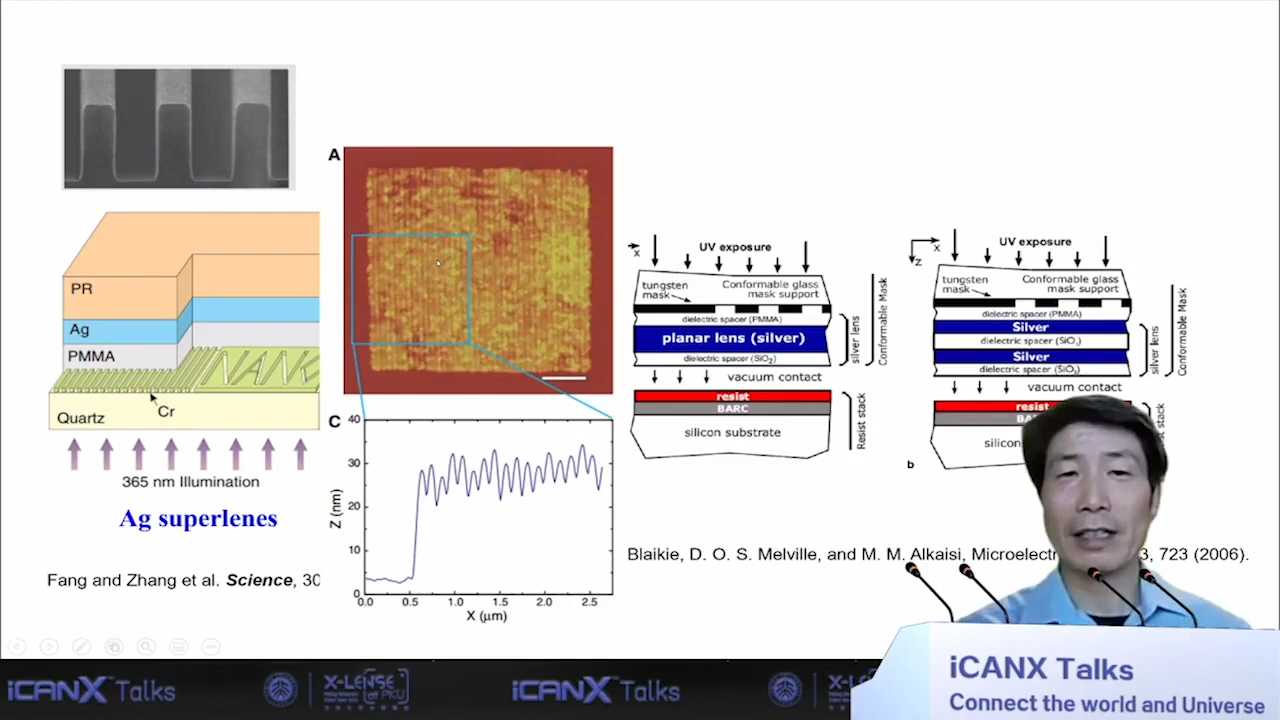 PR
Ag
PMMA
Cr
Quartz
365 nm Illumination
Ag superlenes
Fang and Zhang et al. Science, 30
A
C
40
30
20
10
0
Z (nm)
0.0 0.5 1.0 1.5 2.0 2.5
X (μm)
x
UV exposure
tungsten mask
Conformable glass mask support
dielectric spacer (PMMA)
planar lens (silver)
dielectric spacer (SiO2)
silver lens
Conformable Mask
vacuum contact
resist
BARC
silicon substrate
Resist stack
x
z
UV exposure
tungsten mask
Conformable glass mask support
dielectric spacer (PMMA)
Silver
dielectric spacer (SiO2)
Silver
dielectric spacer (SiO2)
silver lens
Conformable Mask
vacuum contact
resist
silicon
stack
b
Blaikie, D. O. S. Melville, and M. M. Alkaisi, Microelectr 3, 723 (2006).
iCANX Talks
X-LENSE
of PKU
iCANX Talks
iCANX Talks
Connect the world and Universe